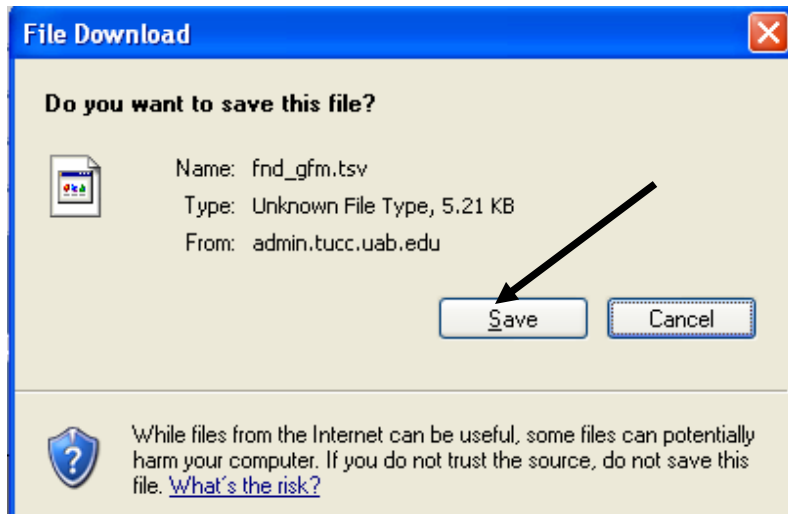 File Download
Do you want to save this file?
Name: fnd_gfm.tsv
Type: Unknown File Type, 5.21 KB
From: admin.tucc.uab.edu
Save Cancel
While files from the Internet can be useful, some files can potentially
harm your computer. If you do not trust the source, do not save this
file. What's the risk?